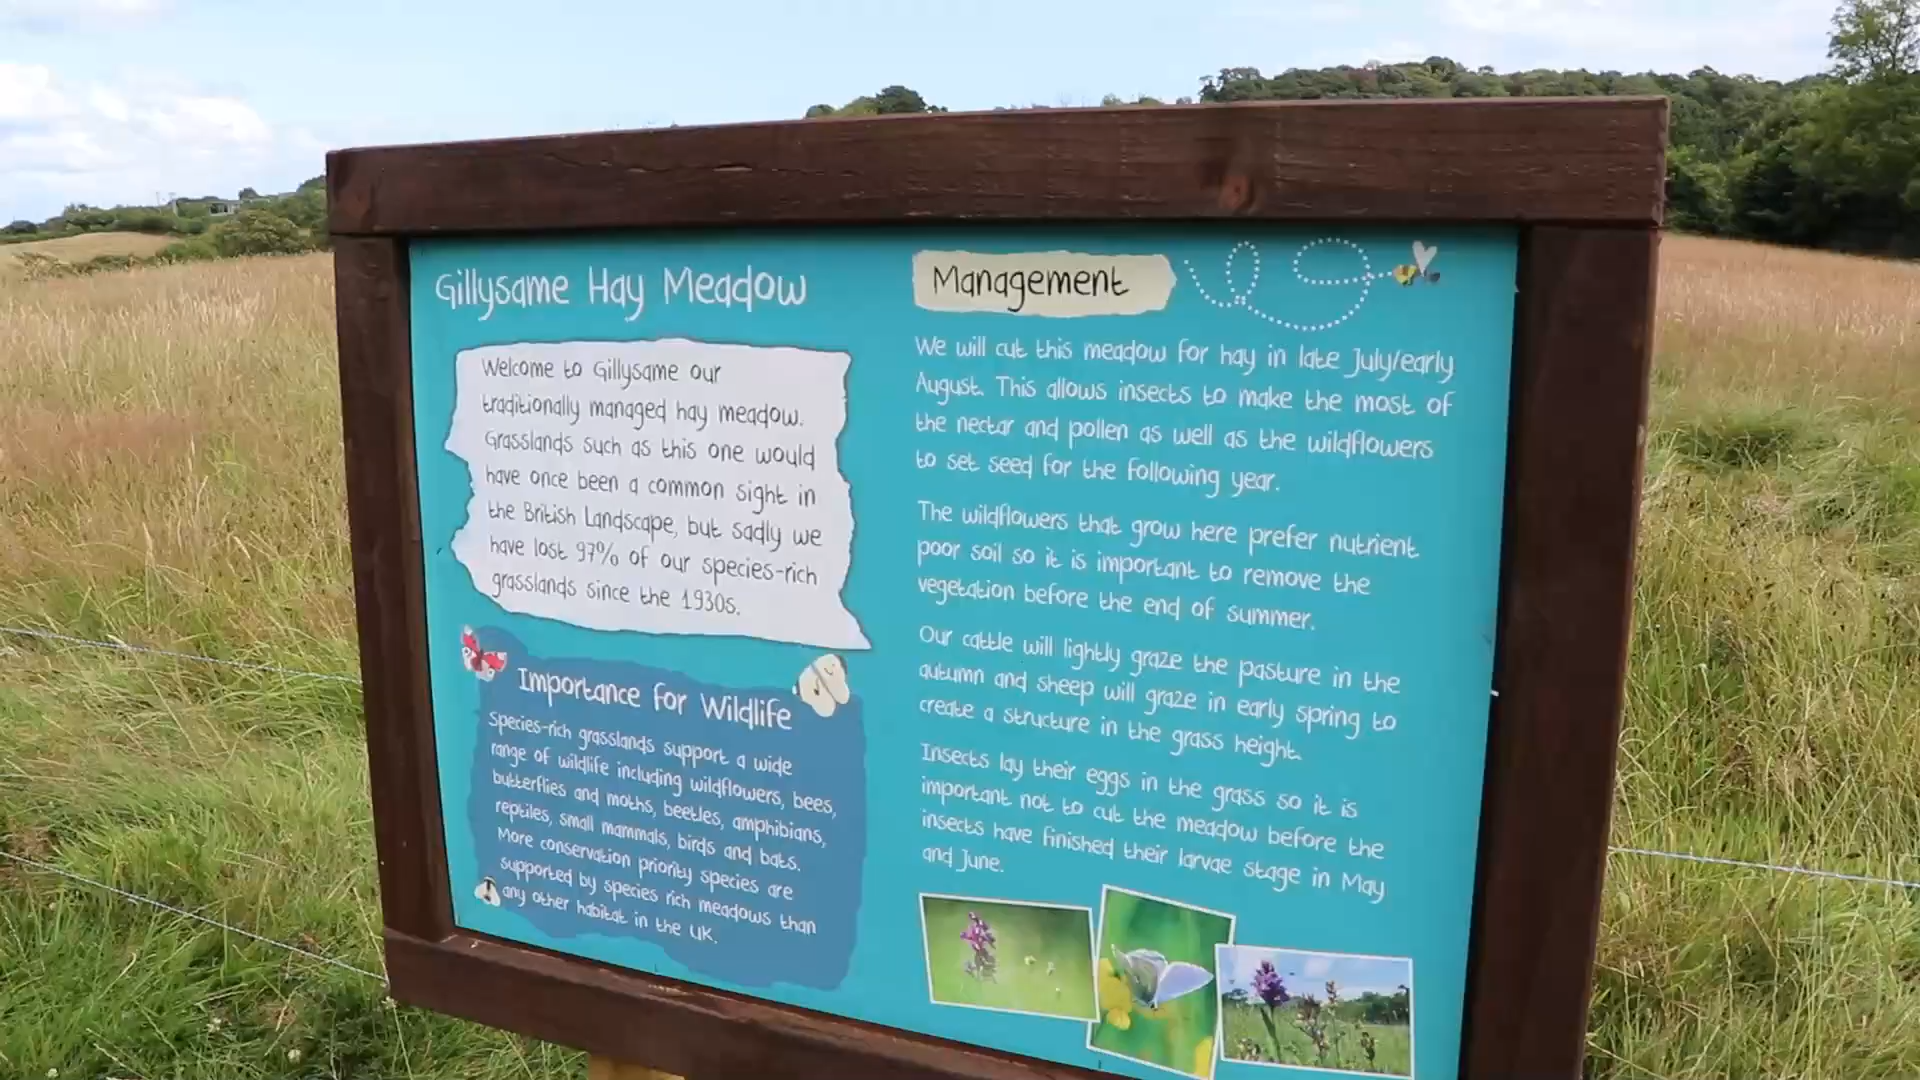 Gillysame Hay Meadow
Welcome to Gillysame our
traditionally managed hay meadow.
Grasslands such as this one would
have once been a common sight in
the British Landscape, but sadly we
have lost 97% of our species-rich
grasslands since the 1930s.
Importance for Wildlife
Species-rich grasslands support a wide
range of wildlife including wildflowers, bees,
butterflies and moths, beetles, amphibians,
reptiles, small mammals, birds and bats.
More conservation priority species are
supported by species rich meadows than
any other habitat in the UK.
Management
We will cut this meadow for hay in late July/early
August. This allows insects to make the most of
the nectar and pollen as well as the wildflowers
to set seed for the following year.
The wildflowers that grow here prefer nutrient
poor soil so it is important to remove the
vegetation before the end of summer.
Our cattle will lightly graze the pasture in the
autumn and sheep will graze in early spring to
create a structure in the grass height.
Insects lay their eggs in the grass so it is
important not to cut the meadow before the
insects have finished their larvae stage in May
and June.